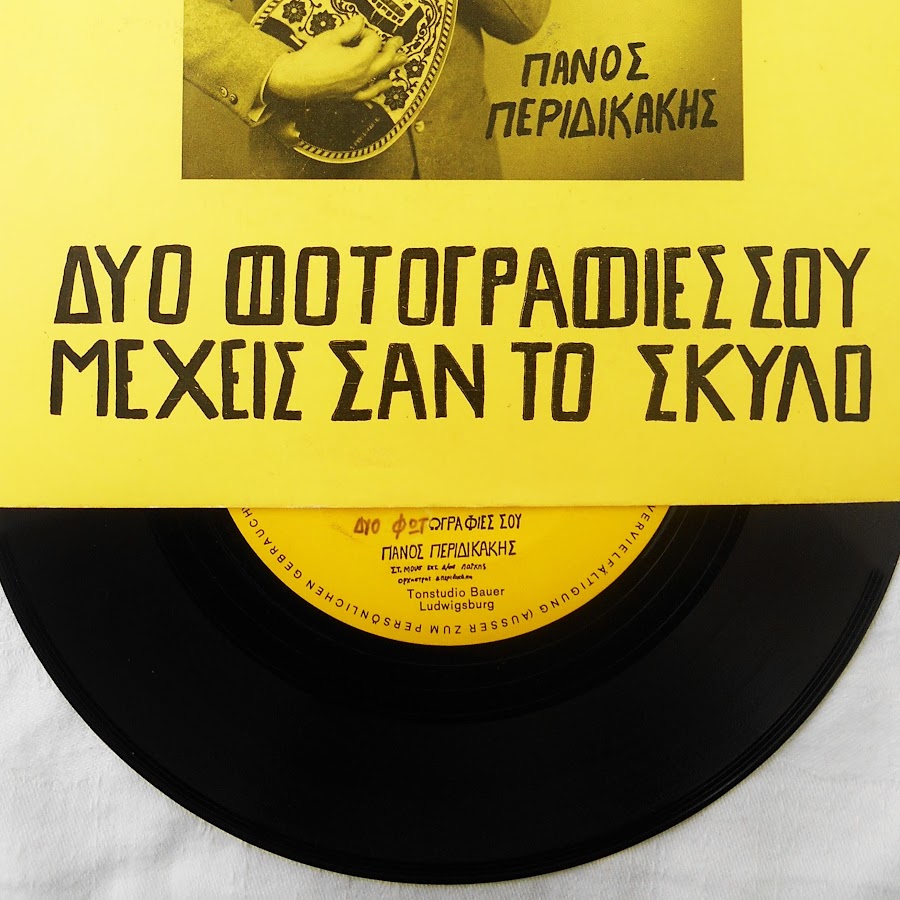 ΠΑΝΟΣ
ΠΕΡΙΔΙΚΑΚΗΣ
ΔΥΟ ΦΟΤΟΓΡΑΦΙΕΣ ΣΟΥ
ΜΕΧΕΙΣ ΣΑΝ ΤΟ ΣΚΥΛΟ
ΔΥΟ ΦΩΤΟΓΡΑΦΙΕΣ ΣΟΥ
ΠΑΝΟΣ ΠΕΡΙΔΙΚΑΚΗΣ
Tonstudio Bauer
Ludwigsburg
VERVIELFÄLTIGUNG (AUSSER ZUM PERSÖNLICHEN GEBRAUCH